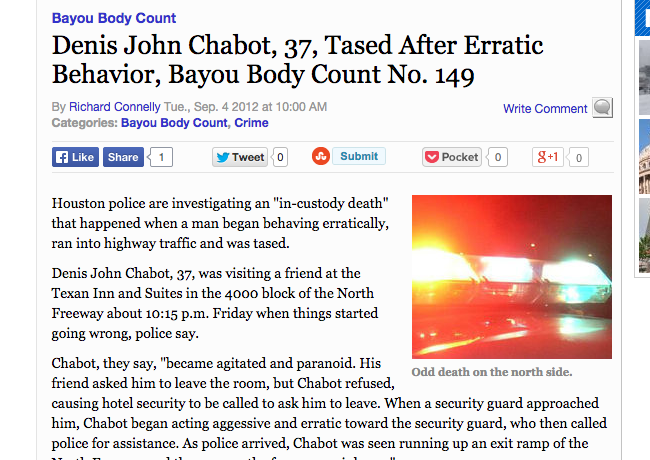 Bayou Body Count
Denis John Chabot, 37, Tased After Erratic
Behavior, Bayou Body Count No. 149
By Richard Connelly Tue., Sep. 4 2012 at 10:00 AM
Write Comment
Categories: Bayou Body Count, Crime
Like Share 1 Tweet 0 Submit Pocket 0 g+1 0
Houston police are investigating an "in-custody death"
that happened when a man began behaving erratically,
ran into highway traffic and was tased.
Denis John Chabot, 37, was visiting a friend at the
Texan Inn and Suites in the 4000 block of the North
Freeway about 10:15 p.m. Friday when things started
going wrong, police say.
Odd death on the north side.
Chabot, they say, "became agitated and paranoid. His
friend asked him to leave the room, but Chabot refused,
causing hotel security to be called to ask him to leave. When a security guard approached
him, Chabot began acting aggressive and erratic toward the security guard, who then called
police for assistance. As police arrived, Chabot was seen running up an exit ramp of the